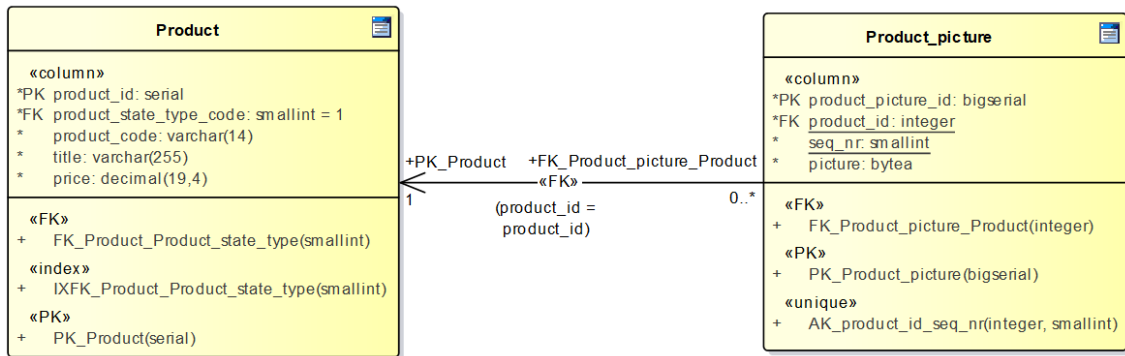 Product
«column»
*PK product_id: serial
*FK product_state_type_code: smallint = 1
* product_code: varchar(14)
* title: varchar(255)
* price: decimal(19,4)
«FK»
+ FK_Product_Product_state_type(smallint)
«index»
+ IXFK_Product_Product_state_type(smallint)
«PK»
+ PK_Product(serial)
+PK_Product
+FK_Product_picture_Product
«FK»
1
0..*
(product_id =
product_id)
Product_picture
«column»
*PK product_picture_id: bigserial
*FK product_id: integer
* seq_nr: smallint
* picture: bytea
«FK»
+ FK_Product_picture_Product(integer)
«PK»
+ PK_Product_picture(bigserial)
«unique»
+ AK_product_id_seq_nr(integer, smallint)